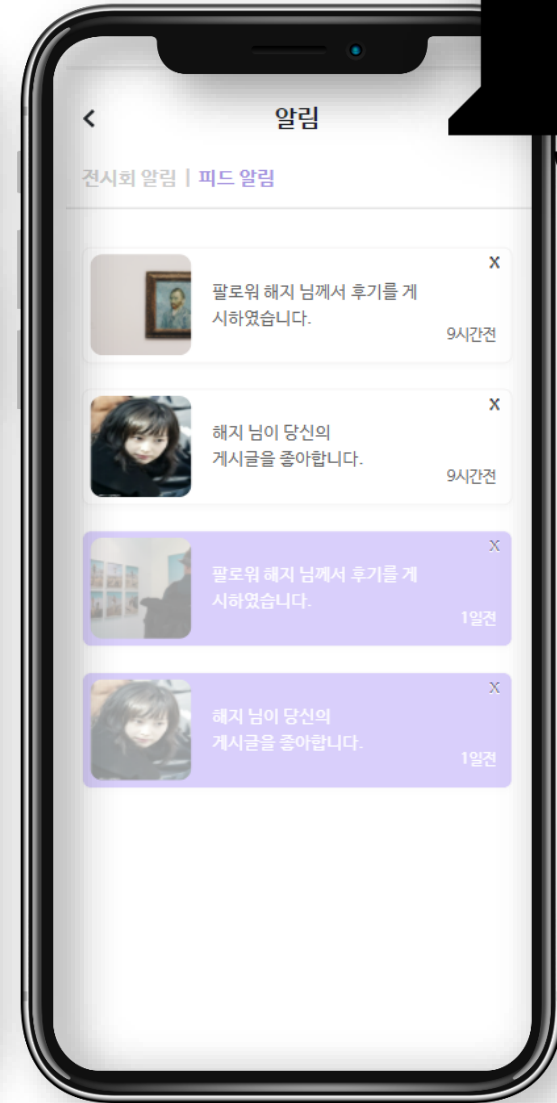 알림
전시회 알림 | 피드 알림
X
팔로워 해지 님께서 후기를 게
시하였습니다.
9시간전
X
해지 님이 당신의
게시글을 좋아합니다.
9시간전
X
팔로워 해지 님께서 후기를 게
시하였습니다.
1일전
X
해지 님이 당신의
게시글을 좋아합니다.
1일전